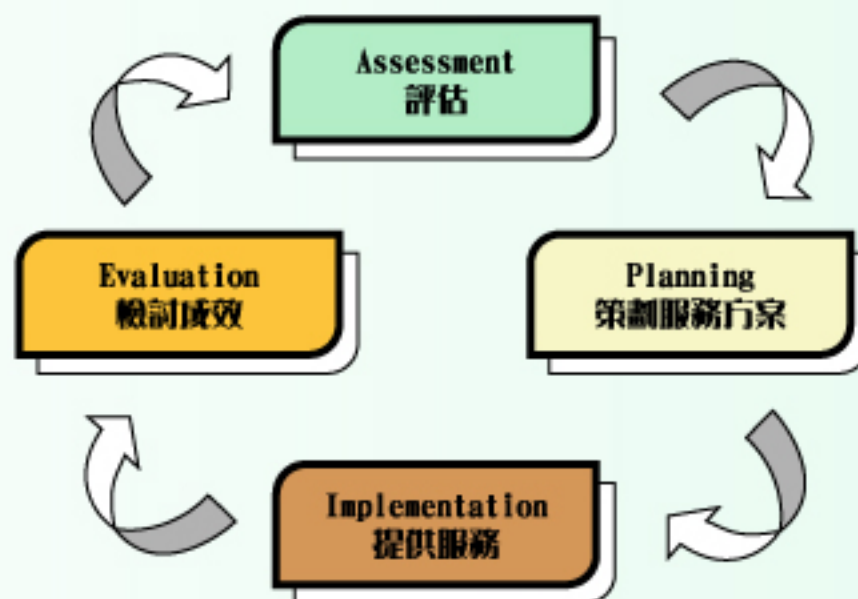 Assessment
評估
Evaluation
檢討成效
Planning
策劃服務方案
Implementation
提供服務